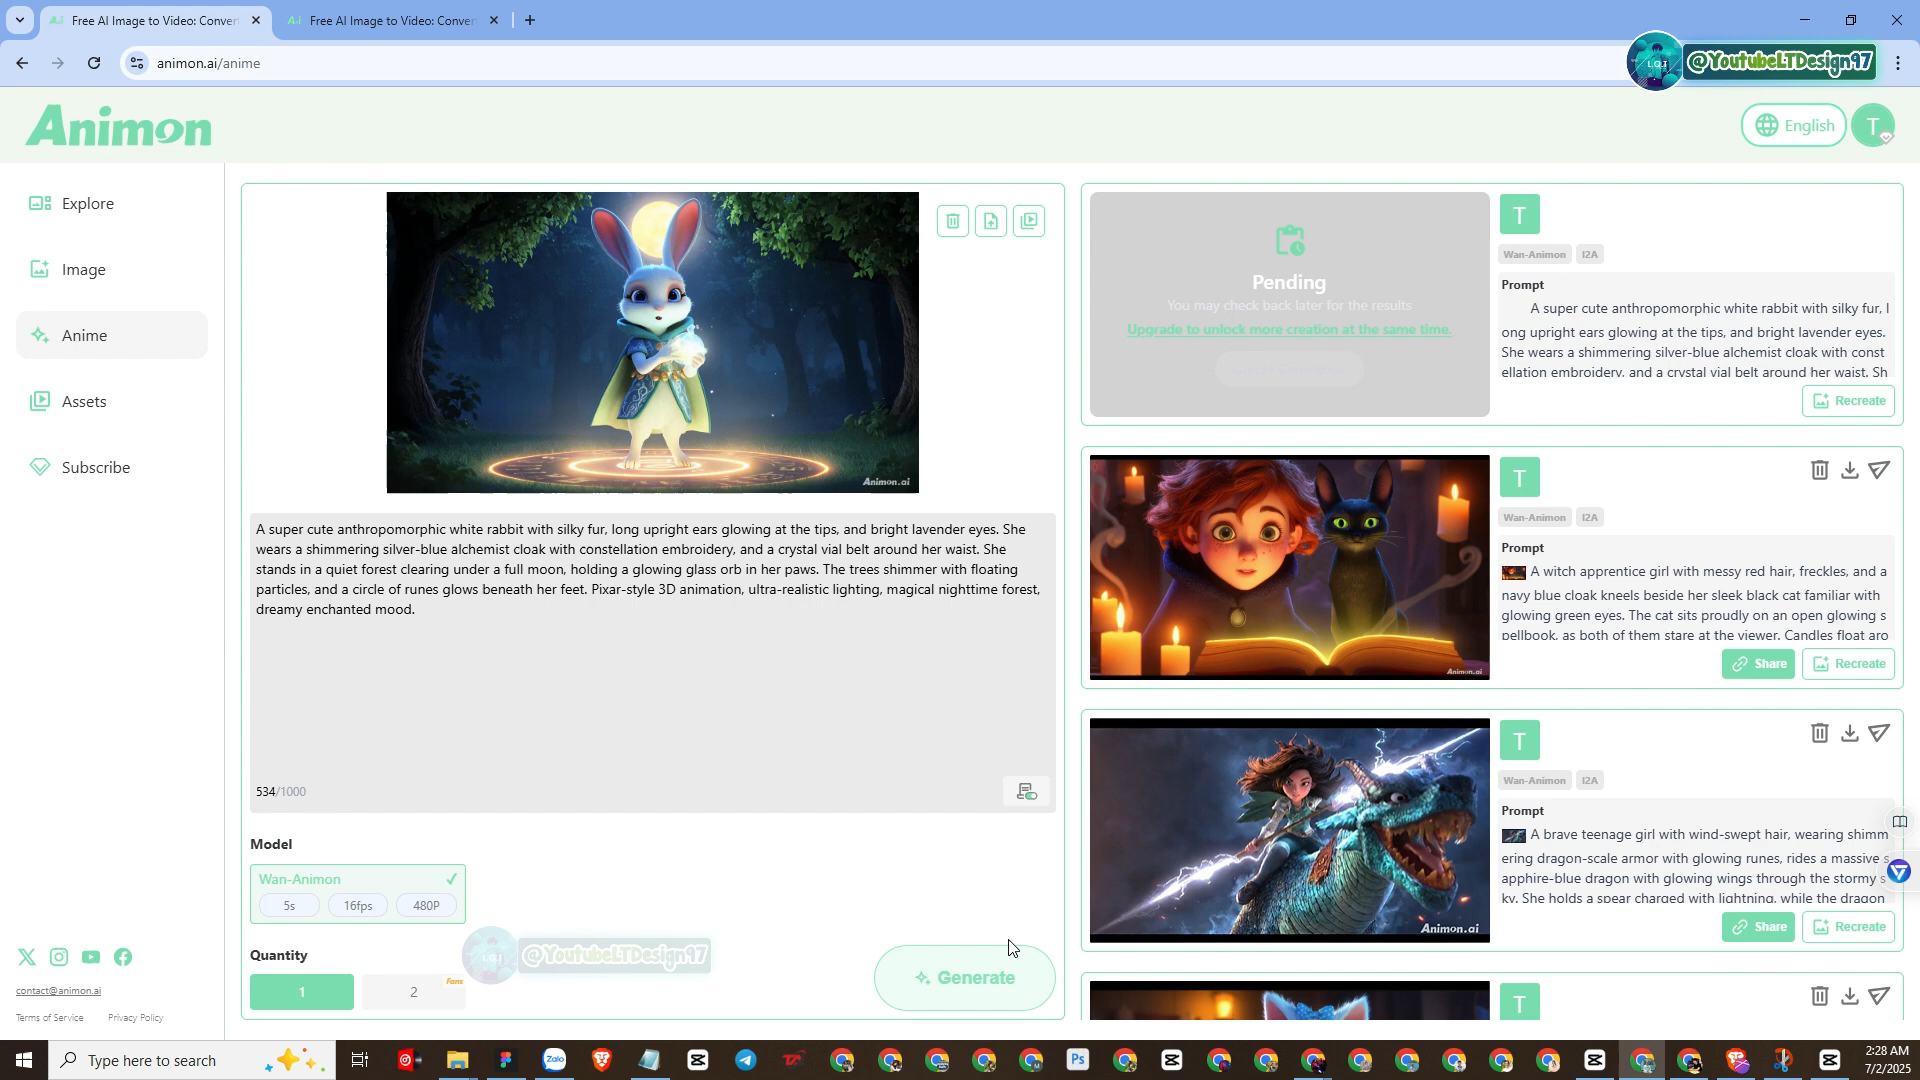 Free AI Image to Video: Conver
Free AI Image to Video: Conver
animon.ai/anime
L.Q.T
@YoutubeLTDesign97
Animon
English
T
Explore
Image
Anime
Assets
Subscribe
contact@animon.ai
Terms of Service
Privacy Policy
Animon.ai
A super cute anthropomorphic white rabbit with silky fur, long upright ears glowing at the tips, and bright lavender eyes. She
wears a shimmering silver-blue alchemist cloak with constellation embroidery, and a crystal vial belt around her waist. She
stands in a quiet forest clearing under a full moon, holding a glowing glass orb in her paws. The trees shimmer with floating
particles, and a circle of runes glows beneath her feet. Pixar-style 3D animation, ultra-realistic lighting, magical nighttime forest,
dreamy enchanted mood.
534/1000
Model
Wan-Animon
5s
16fps
480P
Quantity
1
2
Fans
L.Q.T
@YoutubeLTDesign97
Generate
Pending
You may check back later for the results
Upgrade to unlock more creation at the same time.
T
Wan-Animon
I2A
Prompt
A super cute anthropomorphic white rabbit with silky fur, l
ong upright ears glowing at the tips, and bright lavender eyes.
She wears a shimmering silver-blue alchemist cloak with const
ellation embroidery, and a crystal vial belt around her waist. Sh
Recreate
Animon.ai
T
Wan-Animon
I2A
Prompt
A witch apprentice girl with messy red hair, freckles, and a
navy blue cloak kneels beside her sleek black cat familiar with
glowing green eyes. The cat sits proudly on an open glowing s
pellbook, as both of them stare at the viewer. Candles float aro
Share
Recreate
Animon.ai
T
Wan-Animon
I2A
Prompt
A brave teenage girl with wind-swept hair, wearing shimm
ering dragon-scale armor with glowing runes, rides a massive s
apphire-blue dragon with glowing wings through the stormy s
ky. She holds a spear charged with lightning, while the dragon
Share
Recreate
T
Type here to search
Zalo
Ps
2:28 AM
7/2/2025